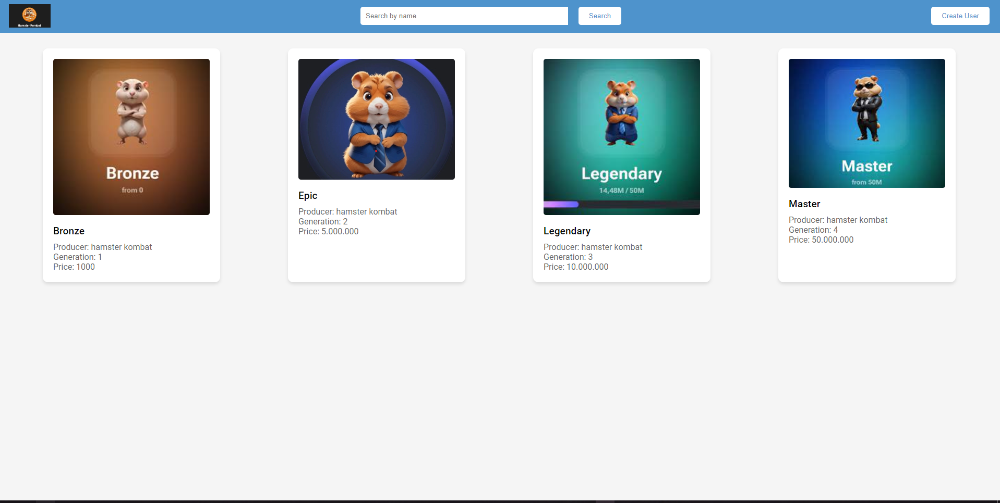 Hamster Kombat
Search by name
Search
Create User
Bronze
from 0
Bronze
Producer: hamster kombat
Generation: 1
Price: 1000
Epic
Producer: hamster kombat
Generation: 2
Price: 5.000.000
Legendary
14,48M / 50M
Legendary
Producer: hamster kombat
Generation: 3
Price: 10.000.000
Master
from 50M
Master
Producer: hamster kombat
Generation: 4
Price: 50.000.000